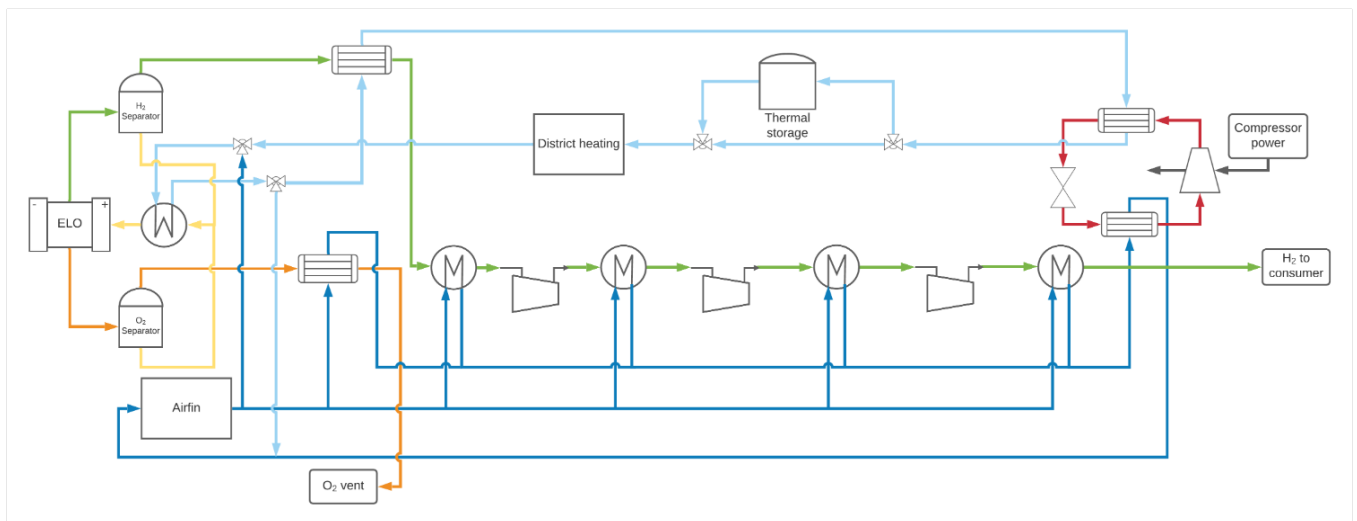 H₂
Separator
Thermal
storage
District heating
Compressor
power
-
+
ELO
H₂ to
consumer
O₂
Separator
Airfin
O₂ vent